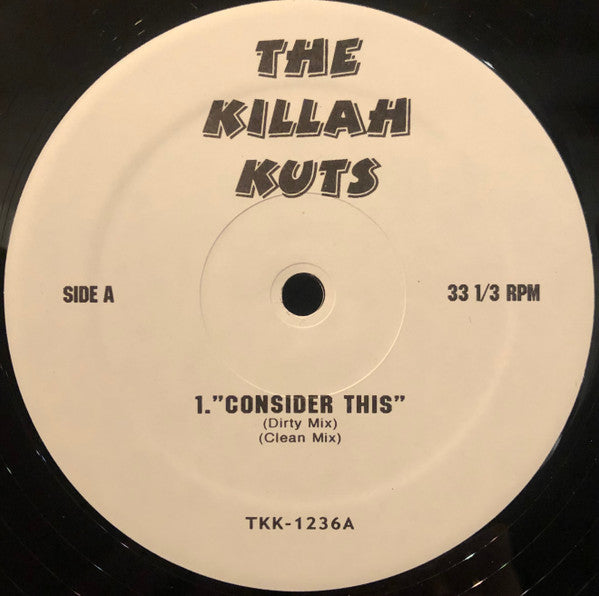 THE
KILLAH
KUTS
SIDE A
33 1/3 RPM
1."CONSIDER THIS"
(Dirty Mix)
(Clean Mix)
TKK-1236A